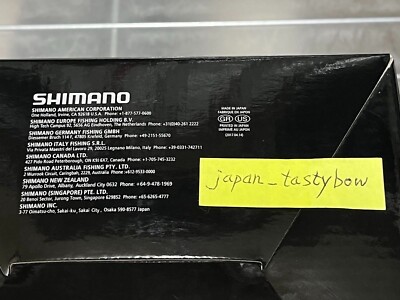 SHIMANO
SHIMANO AMERICAN CORPORATION
One Holland, Irvine, CA 92618 U.S.A. Phone: +1-877-577-0600
SHIMANO EUROPE FISHING HOLDING B.V.
High Tech Campus 92, 5656 AG Eindhoven, The Netherlands Phone: +31(0)40-261 2222
SHIMANO GERMANY FISHING GMBH
Diessemer Bruch 114 F, 47805 Krefeld, Germany Phone: +49-2151-55670
SHIMANO ITALY FISHING S.R.L.
Via Privata Maestri del Lavoro 29, 20025 Legnano Milano, Italy Phone: +39-0331-742711
SHIMANO CANADA LTD.
427 Pido Road Peterborough, ON K9J 6X7, Canada Phone: +1-705-745-3232
SHIMANO AUSTRALIA FISHING PTY. LTD.
2 Warroo Circuit, Caringbah, 2229, Australia Phone: +612-9533-0000
SHIMANO NEW ZEALAND
79 Apollo Drive, Albany, Auckland City 0632 Phone: +64-9-478-1969
SHIMANO (SINGAPORE) PTE. LTD.
20 Benoi Sector, Jurong Town, Singapore 629852 Phone: +65-6265-4777
SHIMANO INC.
3-77 Oimatsu-cho, Sakai-ku, Sakai City, Osaka 590-8577 Japan
MADE IN JAPAN
FABRIQUÉ AU JAPON
GR US
PRINTED IN JAPAN
IMPRIMÉ AU JAPON
japan_tastybow